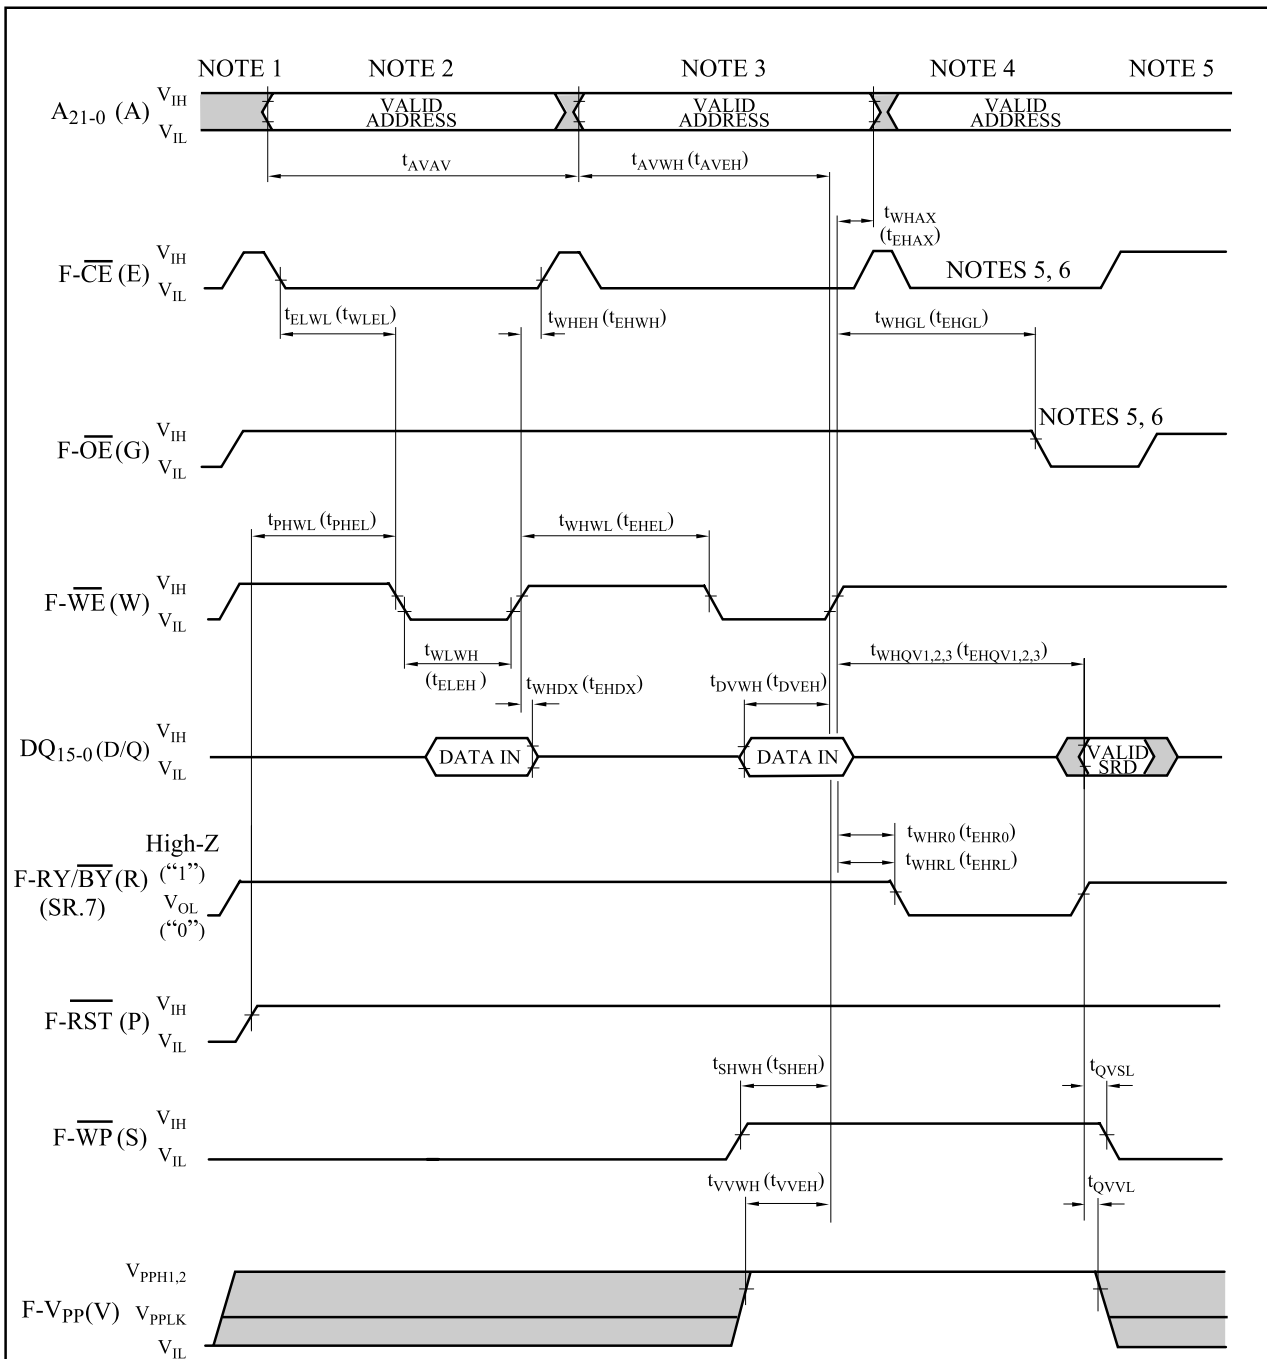 NOTE 1 NOTE 2 NOTE 3 NOTE 4 NOTE 5
A21-0 (A) VIH VIL VALID ADDRESS VALID ADDRESS VALID ADDRESS
tAVAV tAVWH (tAVEH)
tWHAX
(tEHAX)
F-CE (E) VIH VIL NOTES 5, 6
tELWL (tWLEL) tWHEH (tEHWH) tWHGL (tEHGL)
F-OE (G) VIH VIL NOTES 5, 6
tPHWL (tPHEL) tWHWL (tEHEL)
F-WE (W) VIH VIL
tWLWH
(tELEH) tWHDX (tEHDX) tDVWH (tDVEH) tWHQV1,2,3 (tEHQV1,2,3)
DQ15-0 (D/Q) VIH VIL DATA IN DATA IN VALID SRD
High-Z
("1")
F-RY/BY (R)
(SR.7)
VOL
("0")
tWHR0 (tEHR0)
tWHRL (tEHRL)
F-RST (P) VIH VIL
tSHWH (tSHEH) tQVSL
F-WP (S) VIH VIL
tVVWH (tVVEH) tQVVL
F-VPP (V) VPPH1,2 VPPLK VIL